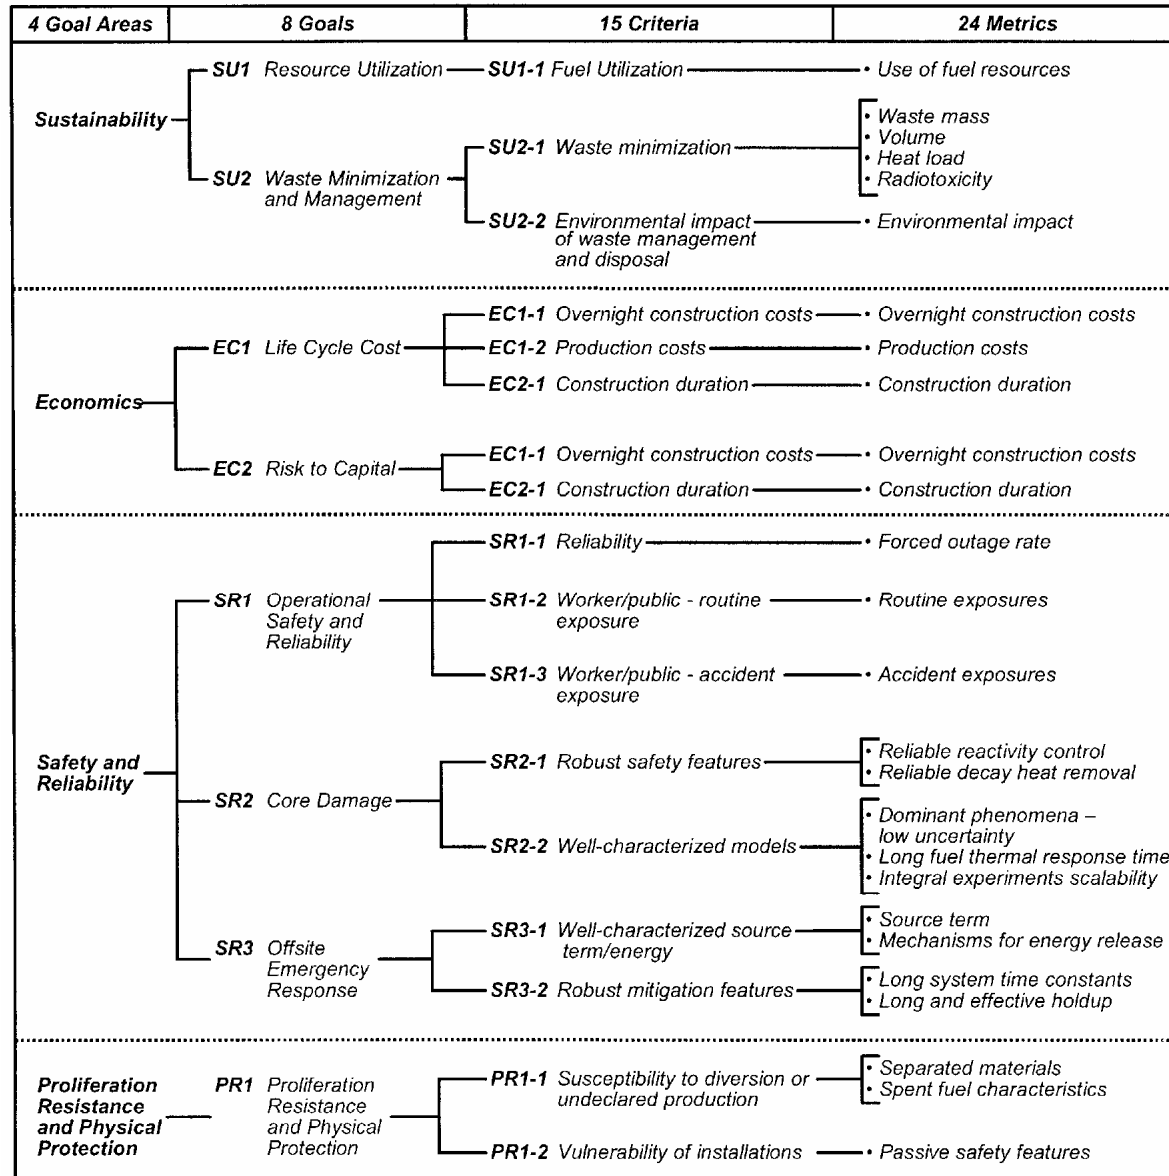 4 Goal Areas 8 Goals 15 Criteria 24 Metrics
SU1 Resource Utilization SU1-1 Fuel Utilization • Use of fuel resources
Sustainability
• Waste mass
• Volume
SU2-1 Waste minimization
• Heat load
SU2 Waste Minimization
and Management
• Radiotoxicity
SU2-2 Environmental impact
of waste management
and disposal
• Environmental impact
EC1-1 Overnight construction costs • Overnight construction costs
EC1 Life Cycle Cost EC1-2 Production costs • Production costs
EC2-1 Construction duration • Construction duration
Economics
EC2 Risk to Capital EC1-1 Overnight construction costs • Overnight construction costs
EC2-1 Construction duration • Construction duration
SR1-1 Reliability • Forced outage rate
SR1 Operational
Safety and
Reliability
SR1-2 Worker/public - routine
exposure
• Routine exposures
SR1-3 Worker/public - accident
exposure
• Accident exposures
Safety and
Reliability
SR2-1 Robust safety features
• Reliable reactivity control
• Reliable decay heat removal
SR2 Core Damage
SR2-2 Well-characterized models
• Dominant phenomena –
low uncertainty
• Long fuel thermal response time
• Integral experiments scalability
SR3 Offsite
Emergency
Response
SR3-1 Well-characterized source
term/energy
• Source term
• Mechanisms for energy release
SR3-2 Robust mitigation features
• Long system time constants
• Long and effective holdup
Proliferation
Resistance
and Physical
Protection
PR1 Proliferation
Resistance
and Physical
Protection
PR1-1 Susceptibility to diversion or
undeclared production
• Separated materials
• Spent fuel characteristics
PR1-2 Vulnerability of installations • Passive safety features